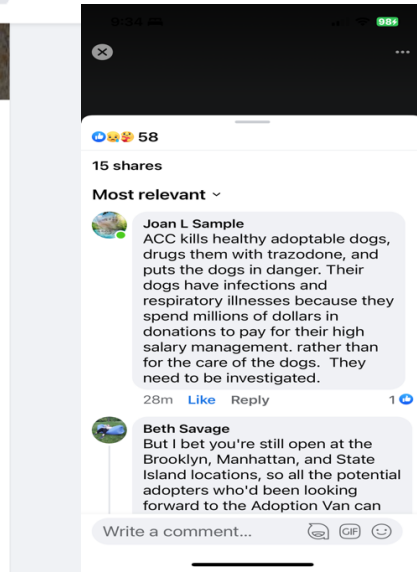 9:34
98
58
15 shares
Most relevant
Joan L Sample
ACC kills healthy adoptable dogs,
drugs them with trazodone, and
puts the dogs in danger. Their
dogs have infections and
respiratory illnesses because they
spend millions of dollars in
donations to pay for their high
salary management. rather than
for the care of the dogs.  They
need to be investigated.
28m Like Reply 1
Beth Savage
But I bet you're still open at the
Brooklyn, Manhattan, and State
Island locations, so all the potential
adopters who'd been looking
forward to the Adoption Van can
Write a comment...
GIF